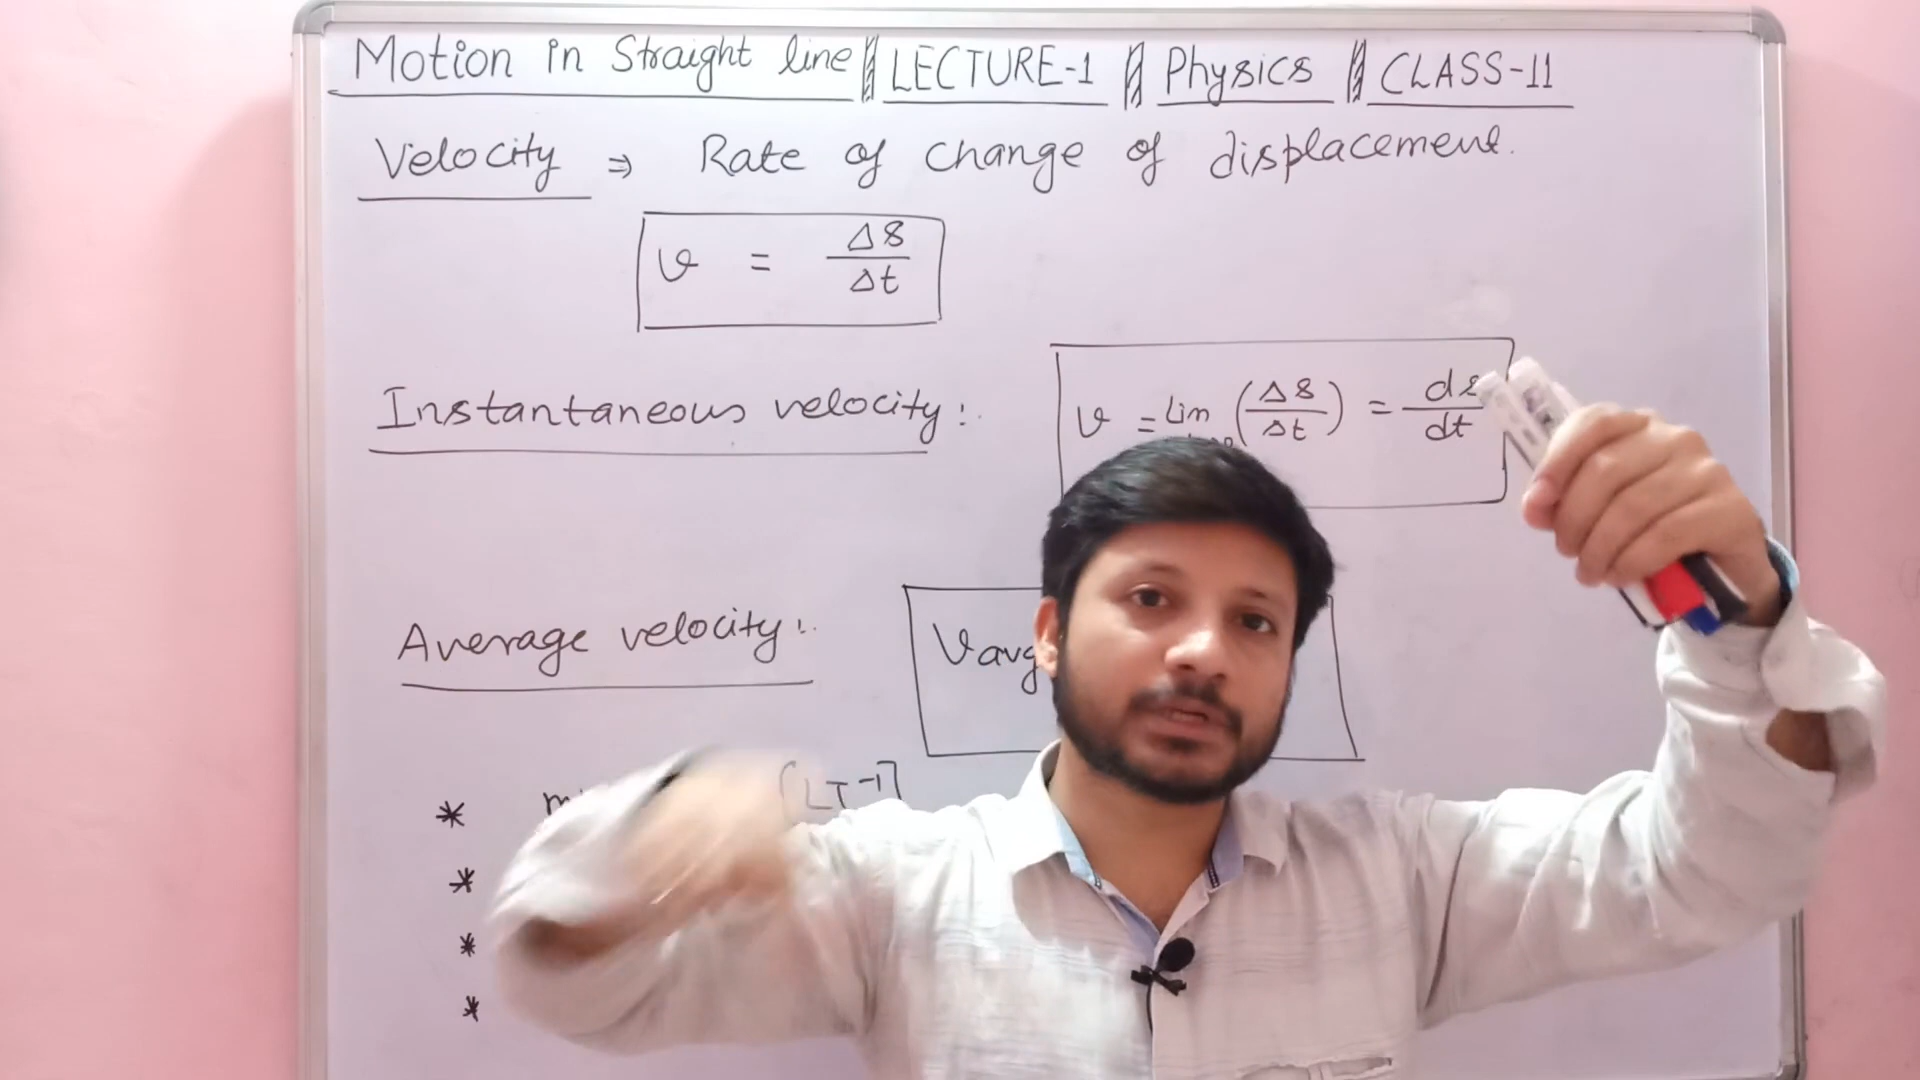 Motion in Straight line || LECTURE-1 || Physics || CLASS-11
Velocity ⇒ Rate of change of displacement.
v = Δs/Δt
Instantaneous velocity:
v = Lim (Δs/Δt) = ds/dt
Average velocity:
Vavg
* [LT⁻¹]
*
*
*